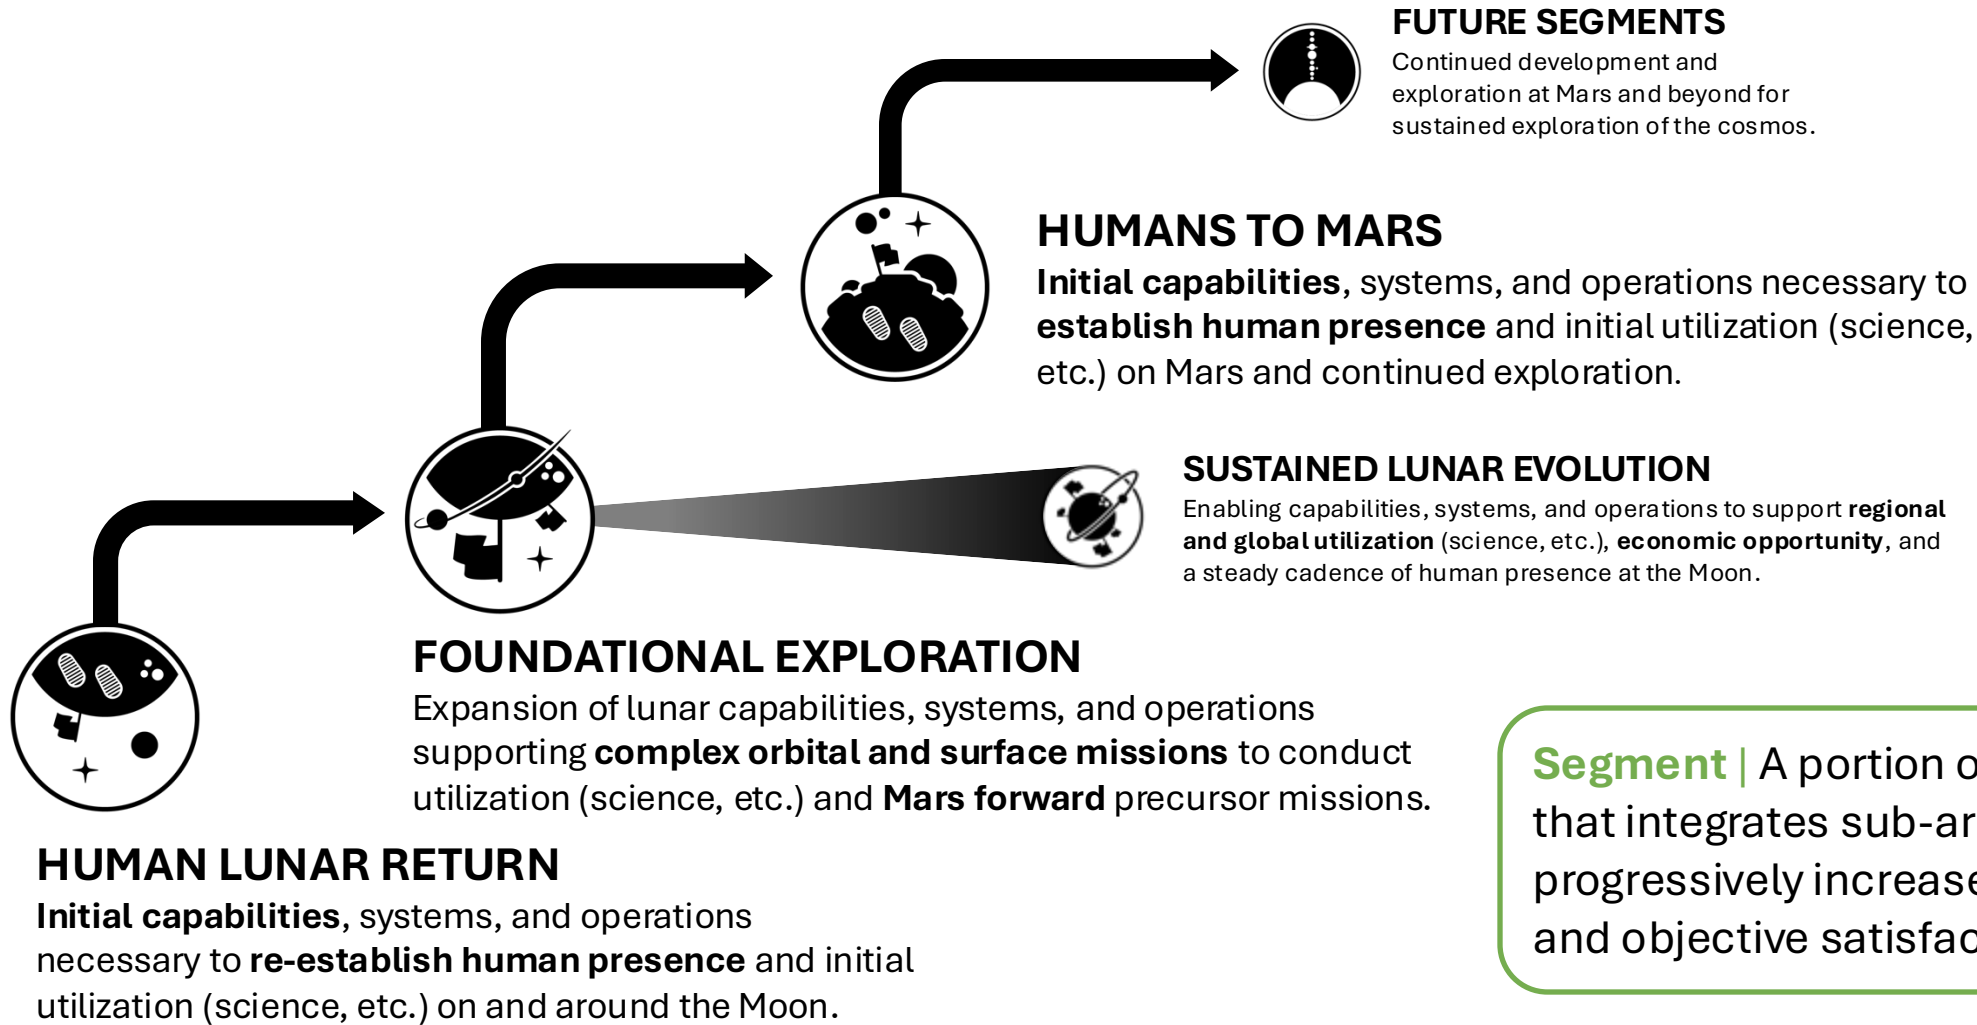 FUTURE SEGMENTS
Continued development and
exploration at Mars and beyond for
sustained exploration of the cosmos.
HUMANS TO MARS
Initial capabilities, systems, and operations necessary to
establish human presence and initial utilization (science,
etc.) on Mars and continued exploration.
SUSTAINED LUNAR EVOLUTION
Enabling capabilities, systems, and operations to support regional
and global utilization (science, etc.), economic opportunity, and
a steady cadence of human presence at the Moon.
FOUNDATIONAL EXPLORATION
Expansion of lunar capabilities, systems, and operations
supporting complex orbital and surface missions to conduct
utilization (science, etc.) and Mars forward precursor missions.
HUMAN LUNAR RETURN
Initial capabilities, systems, and operations
necessary to re-establish human presence and initial
utilization (science, etc.) on and around the Moon.
Segment | A portion o
that integrates sub-ar
progressively increase
and objective satisfac